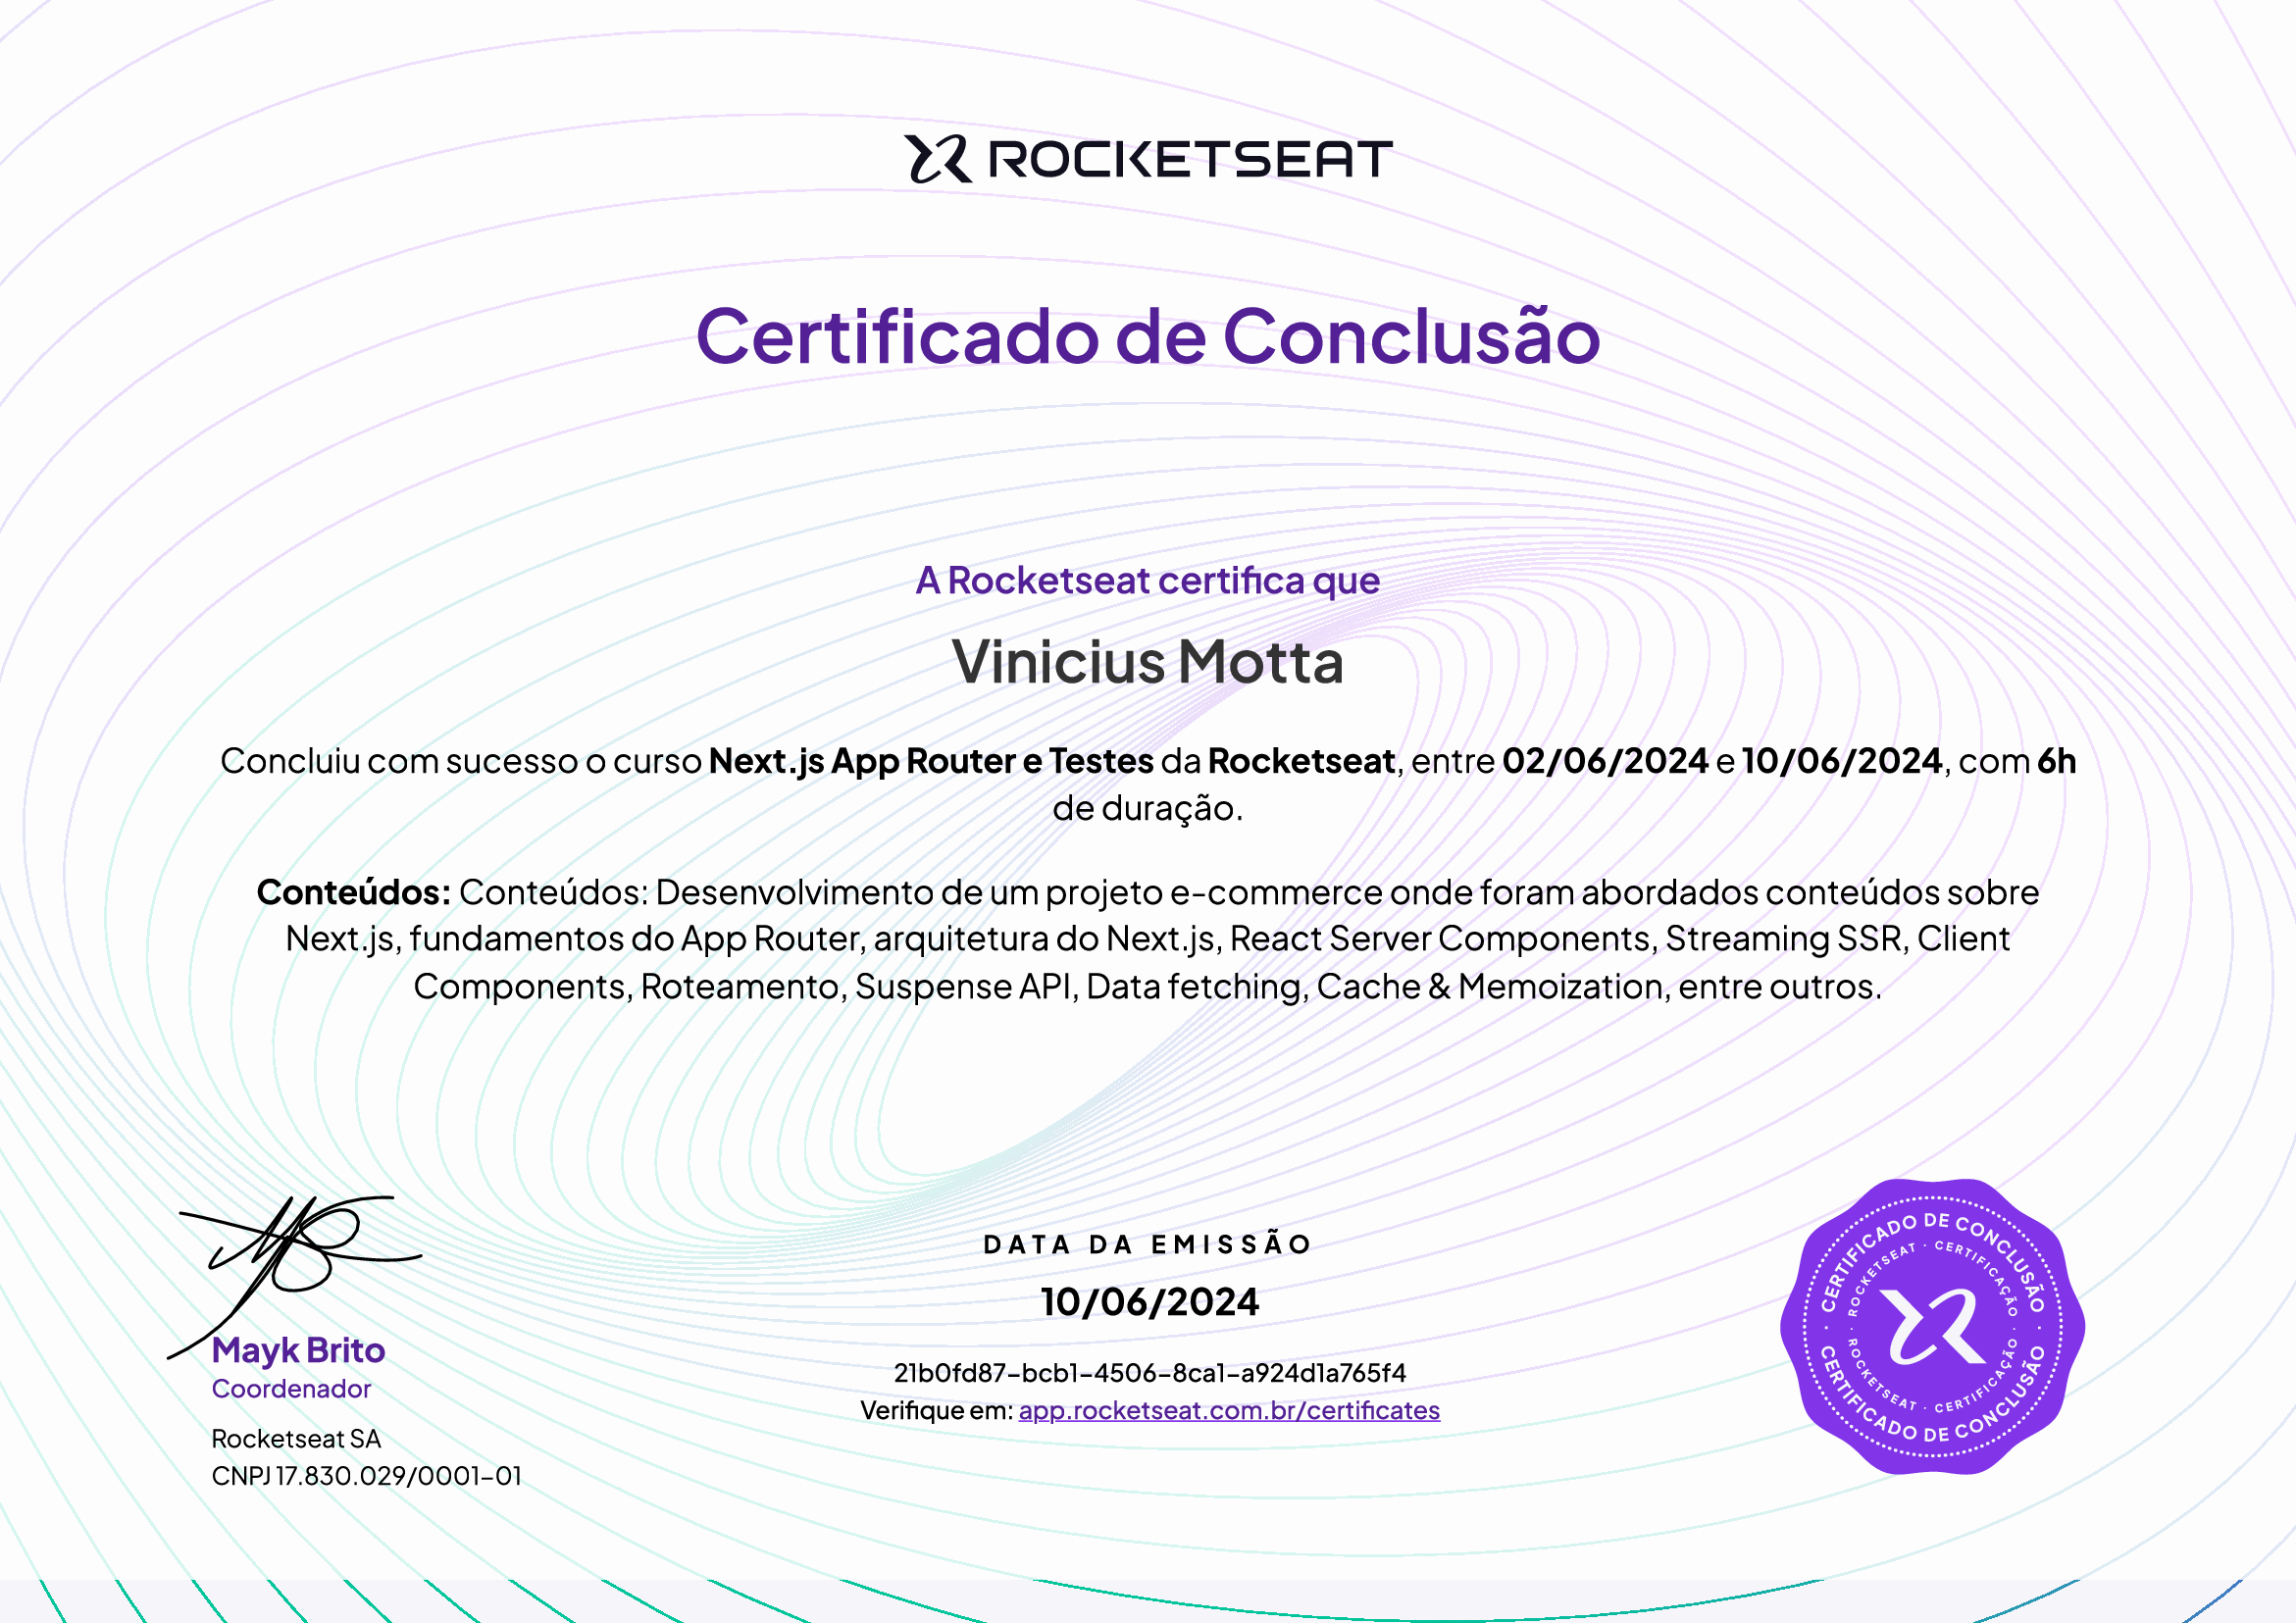 ROCKETSEAT
Certificado de Conclusão
A Rocketseat certifica que
Vinicius Motta
Concluiu com sucesso o curso Next.js App Router e Testes da Rocketseat, entre 02/06/2024 e 10/06/2024, com 6h
de duração.
Conteúdos: Conteúdos: Desenvolvimento de um projeto e-commerce onde foram abordados conteúdos sobre
Next.js, fundamentos do App Router, arquitetura do Next.js, React Server Components, Streaming SSR, Client
Components, Roteamento, Suspense API, Data fetching, Cache & Memoization, entre outros.
Mayk Brito
Coordenador
Rocketseat SA
CNPJ 17.830.029/0001-01
DATA DA EMISSÃO
10/06/2024
21b0fd87-bcb1-4506-8ca1-a924d1a765f4
Verifique em: app.rocketseat.com.br/certificates
CERTIFICADO DE CONCLUSÃO
ROCKETSEAT · CERTIFICAÇÃO
ROCKETSEAT · CERTIFICAÇÃO
CERTIFICADO DE CONCLUSÃO